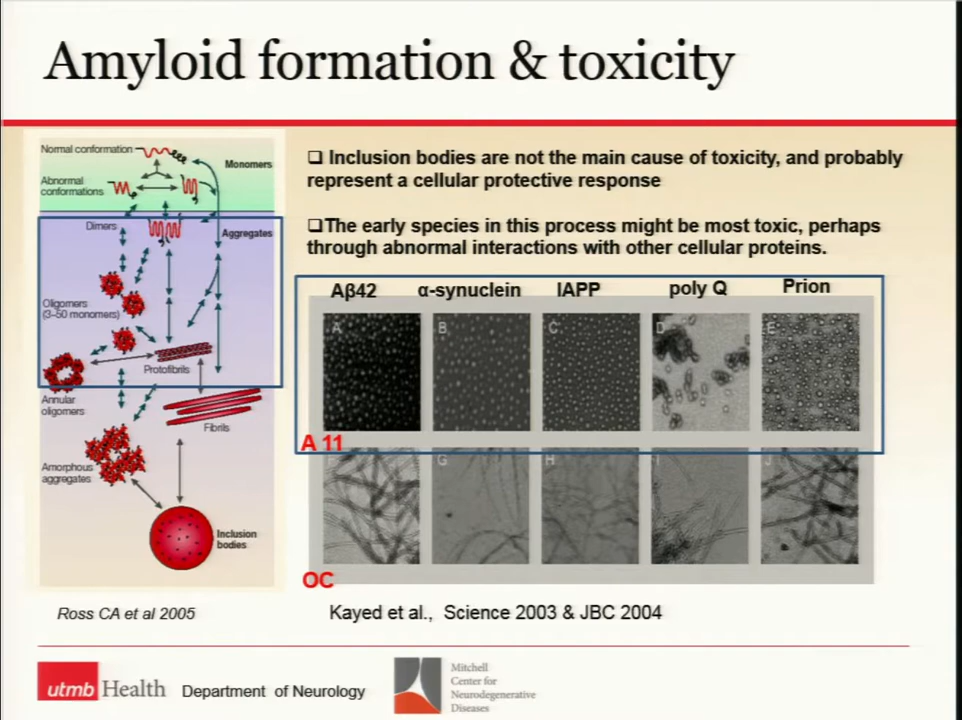 Amyloid formation & toxicity
Normal conformation
Monomers
Abnormal
conformations
Dimers
Aggregates
Oligomers
(3–50 monomers)
Protofibrils
Annular
oligomers
Fibrils
Amorphous
aggregates
Inclusion
bodies
Ross CA et al 2005
❑ Inclusion bodies are not the main cause of toxicity, and probably
represent a cellular protective response
❑The early species in this process might be most toxic, perhaps
through abnormal interactions with other cellular proteins.
Aβ42 α-synuclein IAPP poly Q Prion
A B C D E
A 11
G H I J
OC
Kayed et al., Science 2003 & JBC 2004
utmb Health Department of Neurology
Mitchell
Center for
Neurodegenerative
Diseases